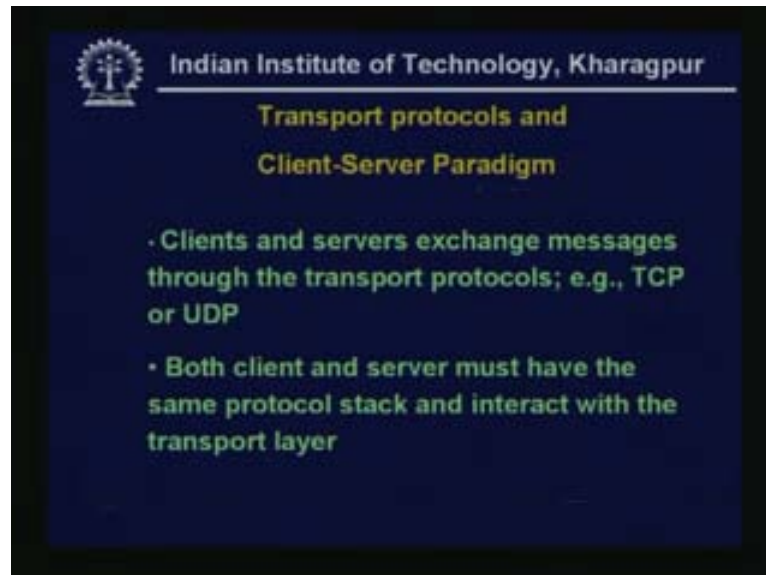 Indian Institute of Technology, Kharagpur
Transport protocols and
Client-Server Paradigm
· Clients and servers exchange messages
through the transport protocols; e.g., TCP
or UDP
• Both client and server must have the
same protocol stack and interact with the
transport layer